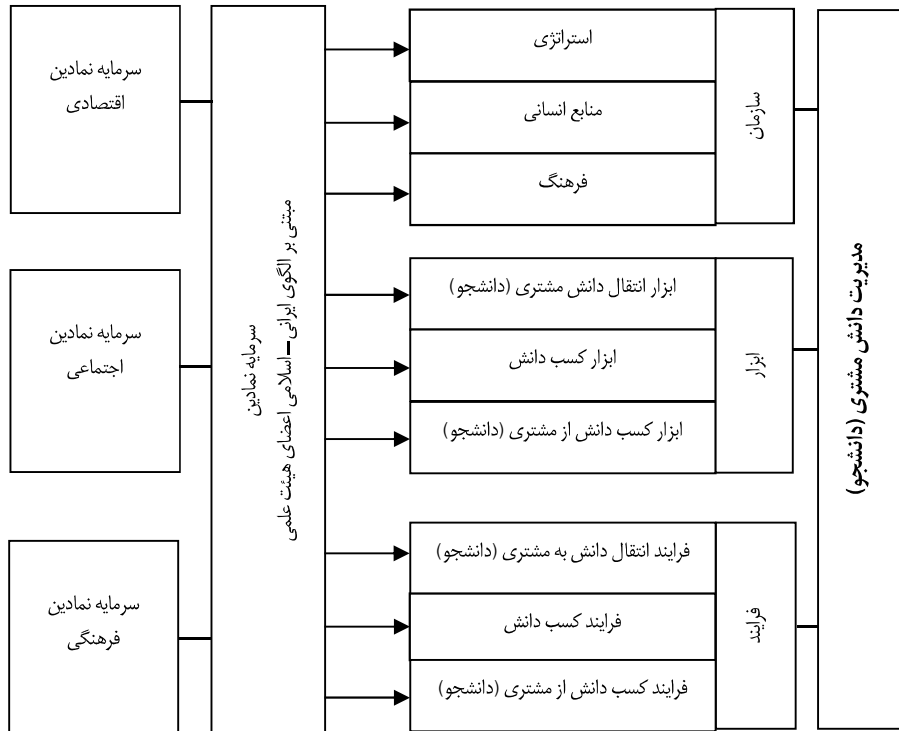 مدیریت دانش مشتری (دانشجو)
سازمان
استراتژی
منابع انسانی
فرهنگ
ابزار
ابزار انتقال دانش مشتری (دانشجو)
ابزار کسب دانش
ابزار کسب دانش از مشتری (دانشجو)
فرایند
فرایند انتقال دانش به مشتری (دانشجو)
فرایند کسب دانش
فرایند کسب دانش از مشتری (دانشجو)
سرمایه نمادین
مبتنی بر الگوی ایرانی–اسلامی اعضای هیئت علمی
سرمایه نمادین
اقتصادی
سرمایه نمادین
اجتماعی
سرمایه نمادین
فرهنگی